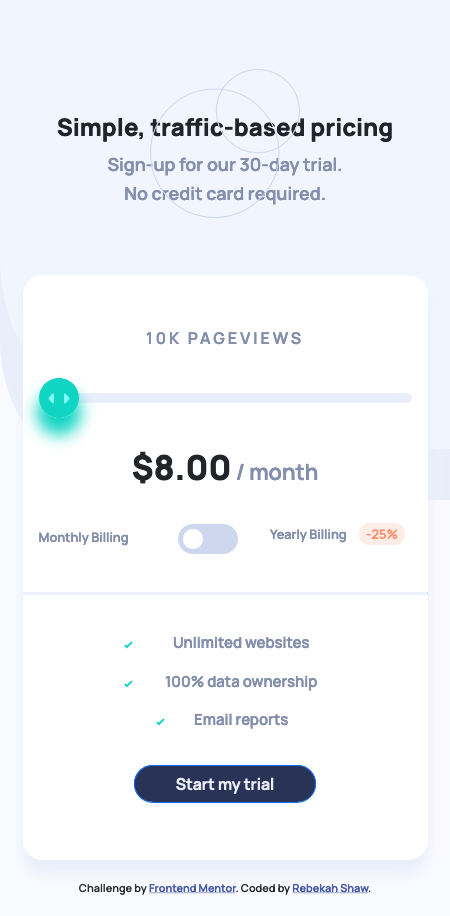 Simple, traffic-based pricing
Sign-up for our 30-day trial.
No credit card required.
10K PAGEVIEWS
$8.00 / month
Monthly Billing Yearly Billing -25%
Unlimited websites
100% data ownership
Email reports
Start my trial
Challenge by Frontend Mentor. Coded by Rebekah Shaw.